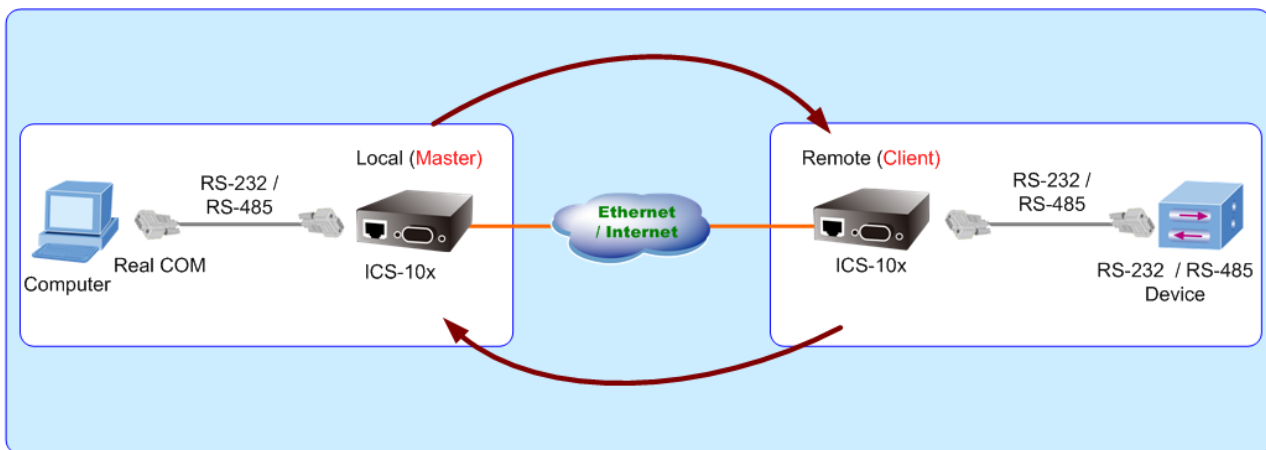 Local (Master)
RS-232 /
RS-485
Computer
Real COM
ICS-10x
Ethernet
/ Internet
Remote (Client)
RS-232 /
RS-485
ICS-10x
RS-232 / RS-485
Device